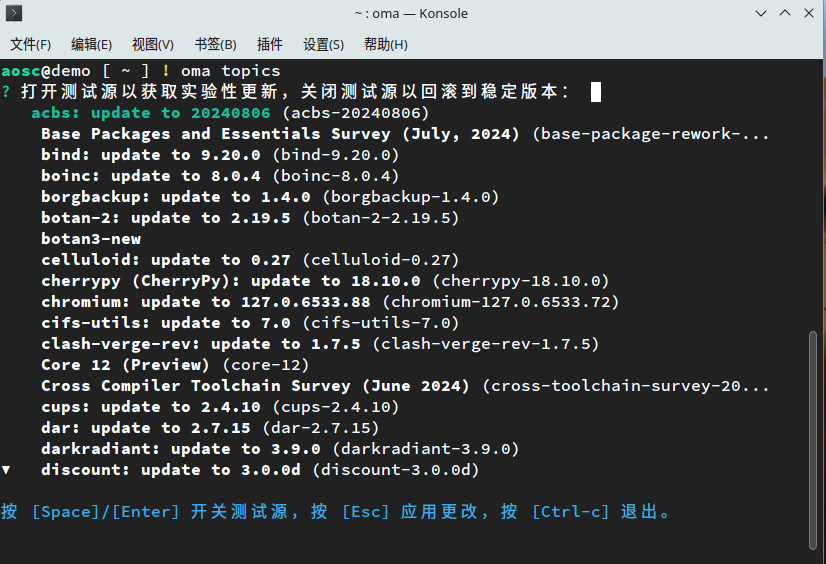 ~ : oma — Konsole
文件(F) 编辑(E) 视图(V) 书签(B) 插件 设置(S) 帮助(H)
aosc@demo [ ~ ] ! oma topics
? 打开测试源以获取实验性更新，关闭测试源以回滚到稳定版本：
acbs: update to 20240806 (acbs-20240806)
Base Packages and Essentials Survey (July, 2024) (base-package-rework-...
bind: update to 9.20.0 (bind-9.20.0)
boinc: update to 8.0.4 (boinc-8.0.4)
borgbackup: update to 1.4.0 (borgbackup-1.4.0)
botan-2: update to 2.19.5 (botan-2-2.19.5)
botan3-new
celluloid: update to 0.27 (celluloid-0.27)
cherrypy (CherryPy): update to 18.10.0 (cherrypy-18.10.0)
chromium: update to 127.0.6533.88 (chromium-127.0.6533.72)
cifs-utils: update to 7.0 (cifs-utils-7.0)
clash-verge-rev: update to 1.7.5 (clash-verge-rev-1.7.5)
Core 12 (Preview) (core-12)
Cross Compiler Toolchain Survey (June 2024) (cross-toolchain-survey-20...
cups: update to 2.4.10 (cups-2.4.10)
dar: update to 2.7.15 (dar-2.7.15)
darkradiant: update to 3.9.0 (darkradiant-3.9.0)
▼ discount: update to 3.0.0d (discount-3.0.0d)
按 [Space]/[Enter] 开关测试源，按 [Esc] 应用更改，按 [Ctrl-c] 退出。